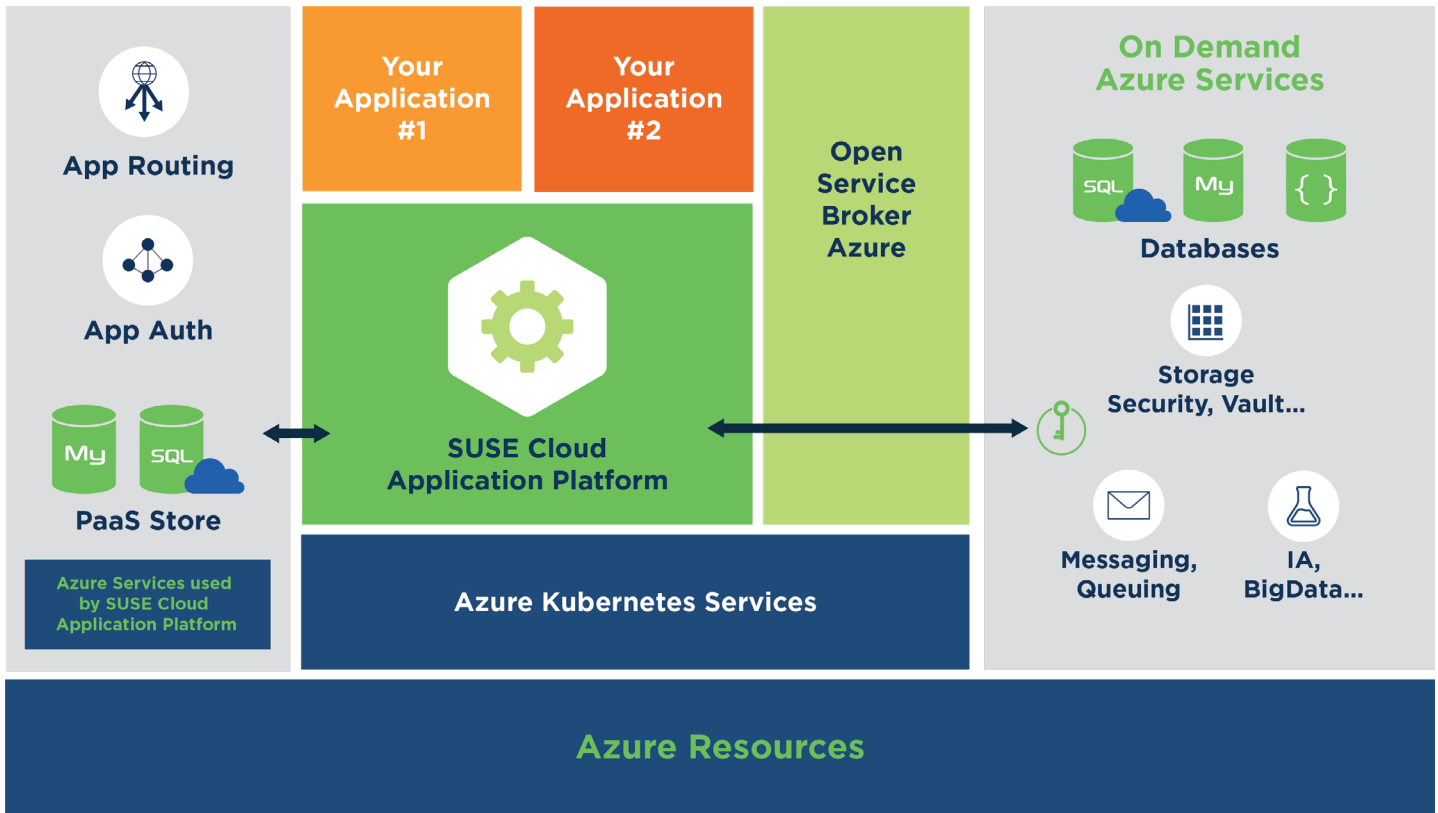 App Routing
App Auth
My
SQL
PaaS Store
Azure Services used
by SUSE Cloud
Application Platform
Your
Application
#1
Your
Application
#2
SUSE Cloud
Application Platform
Open
Service
Broker
Azure
Azure Kubernetes Services
On Demand
Azure Services
SQL
My
{ }
Databases
Storage
Security, Vault...
Messaging,
Queuing
IA,
BigData...
Azure Resources